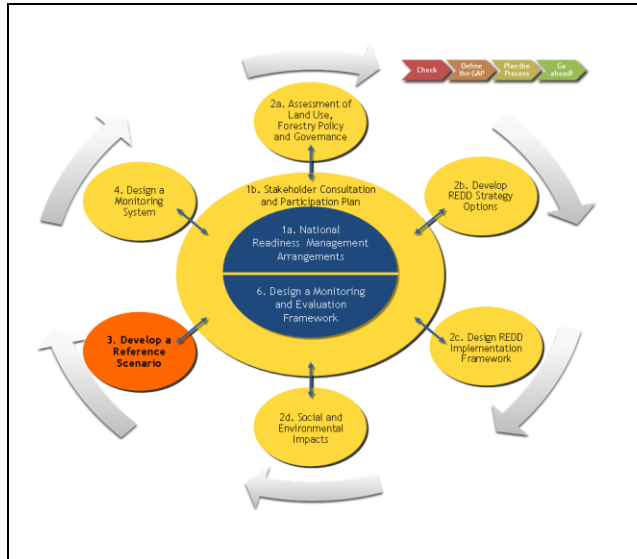 Check
Define
the GAP
Plan the
Process
Go
ahead!
2a. Assessment of
Land Use,
Forestry Policy
and Governance
4. Design a
Monitoring
System
1b. Stakeholder Consultation
and Participation Plan
2b. Develop
REDD Strategy
Options
1a. National
Readiness Management
Arrangements
6. Design a Monitoring
and Evaluation
Framework
3. Develop a
Reference
Scenario
2c. Design REDD
Implementation
Framework
2d. Social and
Environmental
Impacts